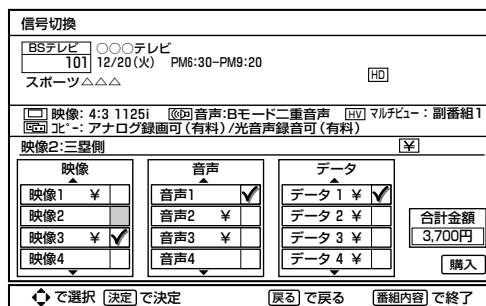 信号切換
BSテレビ ○○○テレビ
101 12/20(火) PM6:30-PM9:20
スポーツ△△△ HD
映像: 4:3 1125i 音声:Bモード二重音声 HV マルチビュー：副番組1
コピー: アナログ録画可(有料)/光音声録音可(有料)
映像2:三塁側 ¥
映像 音声 データ
映像1 ¥ 音声1 データ 1 ¥
映像2 音声2 ¥ データ 2 ¥ 合計金額
映像3 ¥ 音声3 ¥ データ 3 ¥ 3,700円
映像4 音声4 データ 4 ¥ 購入
で選択 決定 で決定 戻る で戻る 番組内容 で終了